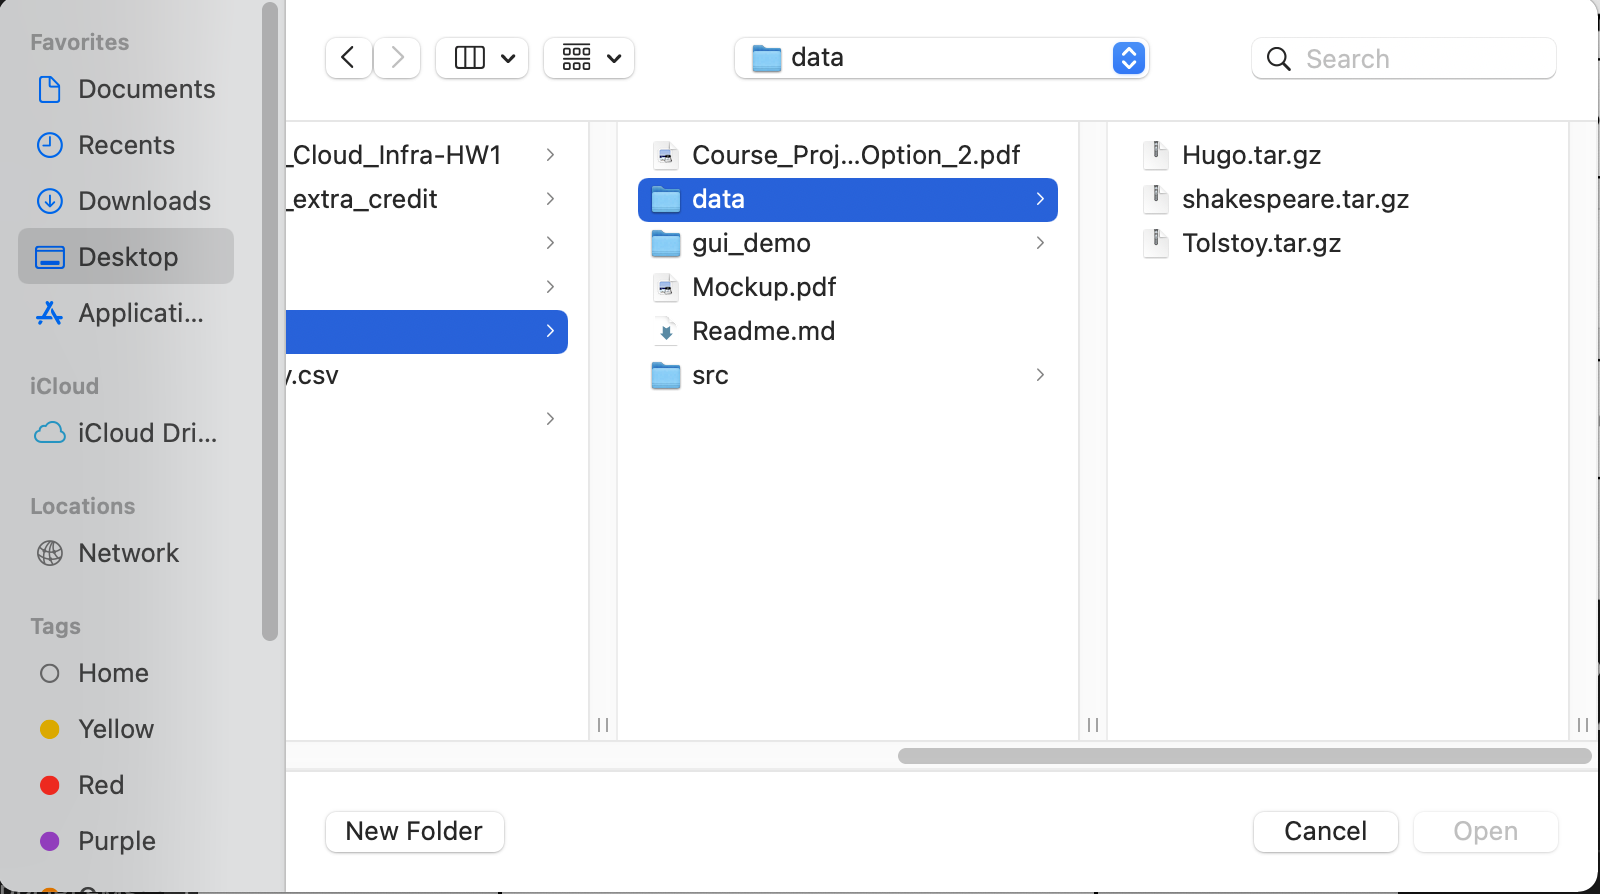 Favorites
Documents
Recents
Downloads
Desktop
Applicati...
iCloud
iCloud Dri...
Locations
Network
Tags
Home
Yellow
Red
Purple
data
Search
_Cloud_Infra-HW1
_extra_credit
y.csv
Course_Proj...Option_2.pdf
data
gui_demo
Mockup.pdf
Readme.md
src
Hugo.tar.gz
shakespeare.tar.gz
Tolstoy.tar.gz
New Folder
Cancel
Open